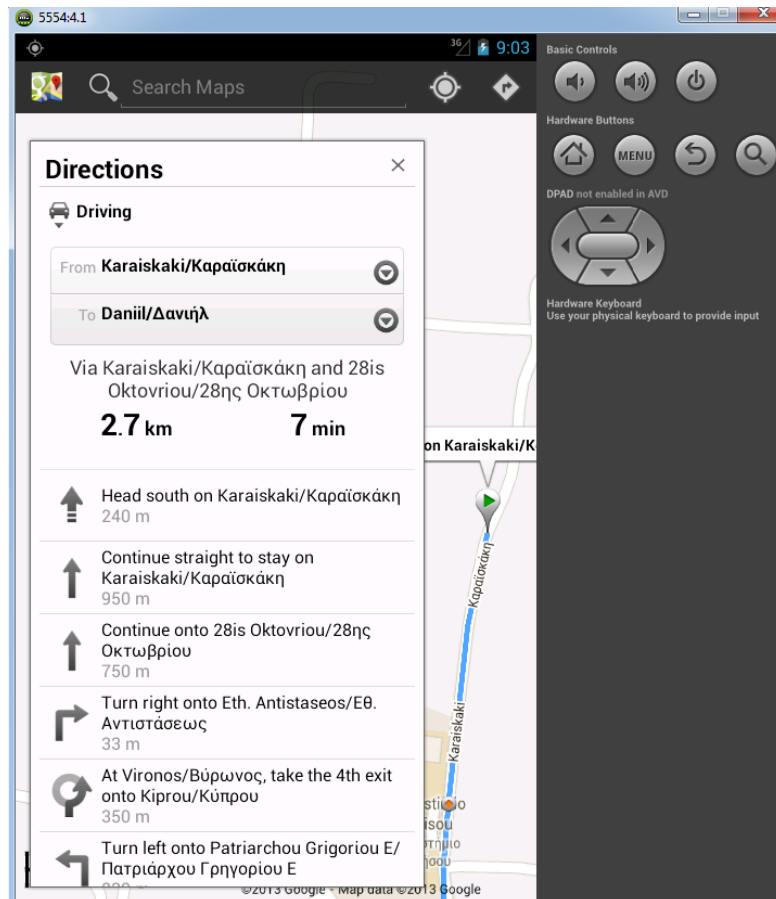 5554:4.1
3G 9:03
Search Maps
Basic Controls
Hardware Buttons
MENU
DPAD not enabled in AVD
Hardware Keyboard
Use your physical keyboard to provide input
Directions
Driving
From Karaiskaki/Καραϊσκάκη
To Daniil/Δανιήλ
Via Karaiskaki/Καραϊσκάκη and 28is
Oktovriou/28ης Οκτωβρίου
2.7 km 7 min
Head south on Karaiskaki/Καραϊσκάκη
240 m
Continue straight to stay on
Karaiskaki/Καραϊσκάκη
950 m
Continue onto 28is Oktovriou/28ης
Οκτωβρίου
750 m
Turn right onto Eth. Antistaseos/Εθ.
Αντιστάσεως
33 m
At Vironos/Βύρωνος, take the 4th exit
onto Kiprou/Κύπρου
350 m
Turn left onto Patriarchou Grigoriou E/
Πατριάρχου Γρηγορίου Ε
on Karaiskaki/Κ
Καραϊσκάκη
Karaiskaki
©2013 Google - Map data ©2013 Google